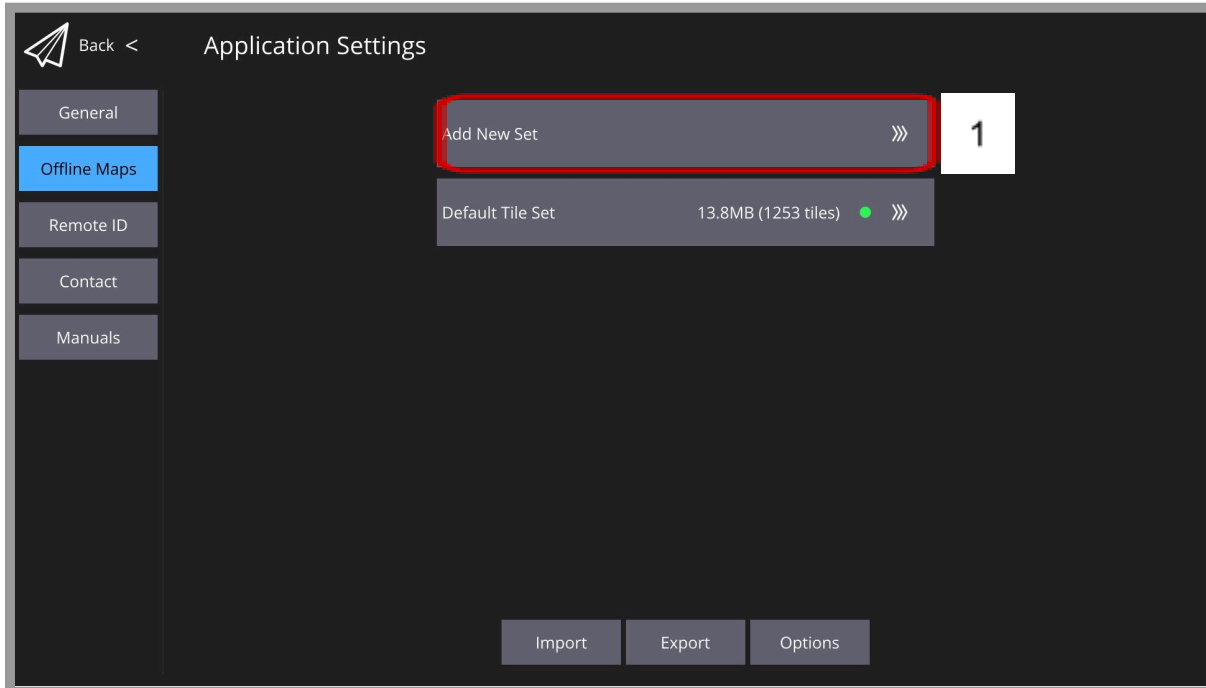 Back <
Application Settings
General
Offline Maps
Remote ID
Contact
Manuals
Add New Set
1
Default Tile Set 13.8MB (1253 tiles)
Import Export Options